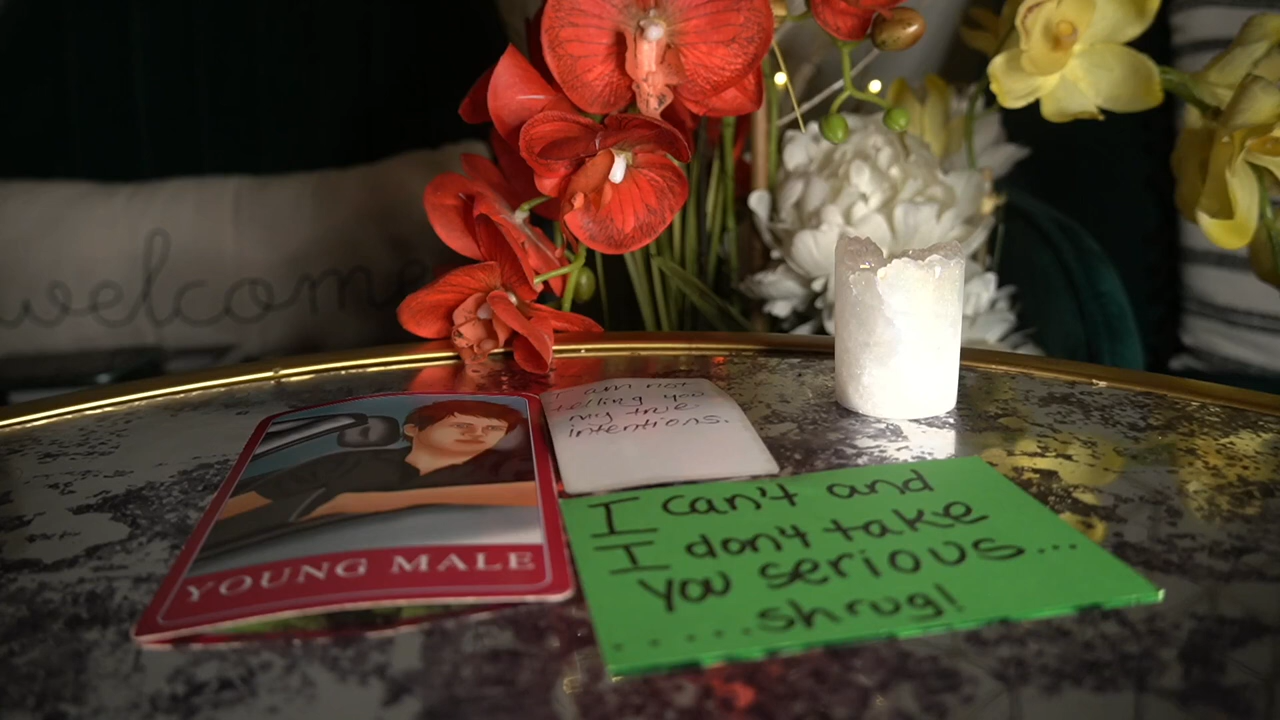 welcome
I am not
telling you
my true
intentions.
YOUNG MALE
I can't and
I don't take
you serious...
......shrug!